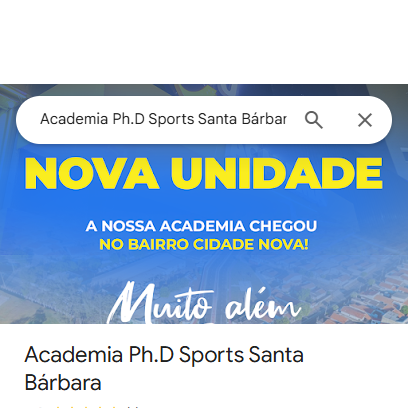 Academia Ph.D Sports Santa Bárbar
NOVA UNIDADE
A NOSSA ACADEMIA CHEGOU
NO BAIRRO CIDADE NOVA!
Muito além
Academia Ph.D Sports Santa
Bárbara